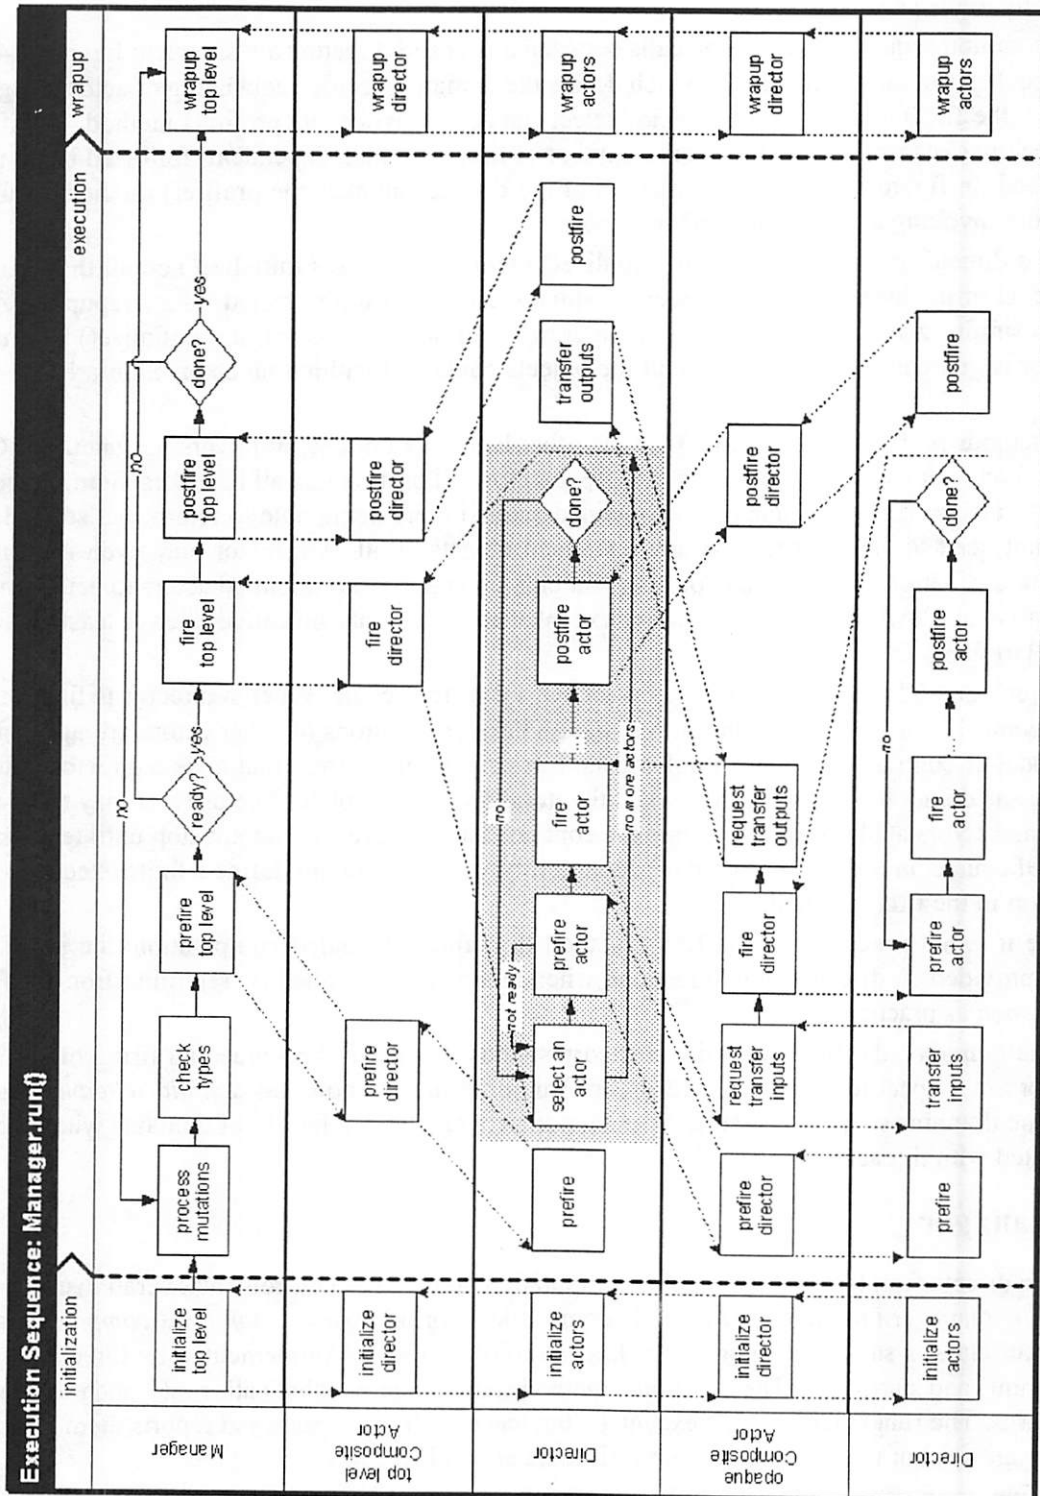 Execution Sequence: Manager.run()
initialization
execution
wrapup
Manager
initialize
top level
process
mutations
check
types
prefire
top level
ready?
yes
no
fire
top level
postfire
top level
done?
yes
no
wrapup
top level
top level
Composite
Actor
initialize
director
prefire
director
fire
director
postfire
director
wrapup
director
Director
initialize
actors
prefire
select an
actor
not ready
no
prefire
actor
fire
actor
no more actors
postfire
actor
done?
transfer
outputs
postfire
wrapup
actors
opaque
Composite
Actor
initialize
director
prefire
director
request
transfer
inputs
fire
director
request
transfer
outputs
postfire
director
wrapup
director
Director
initialize
actors
prefire
transfer
inputs
prefire
actor
fire
actor
no
postfire
actor
done?
postfire
wrapup
actors